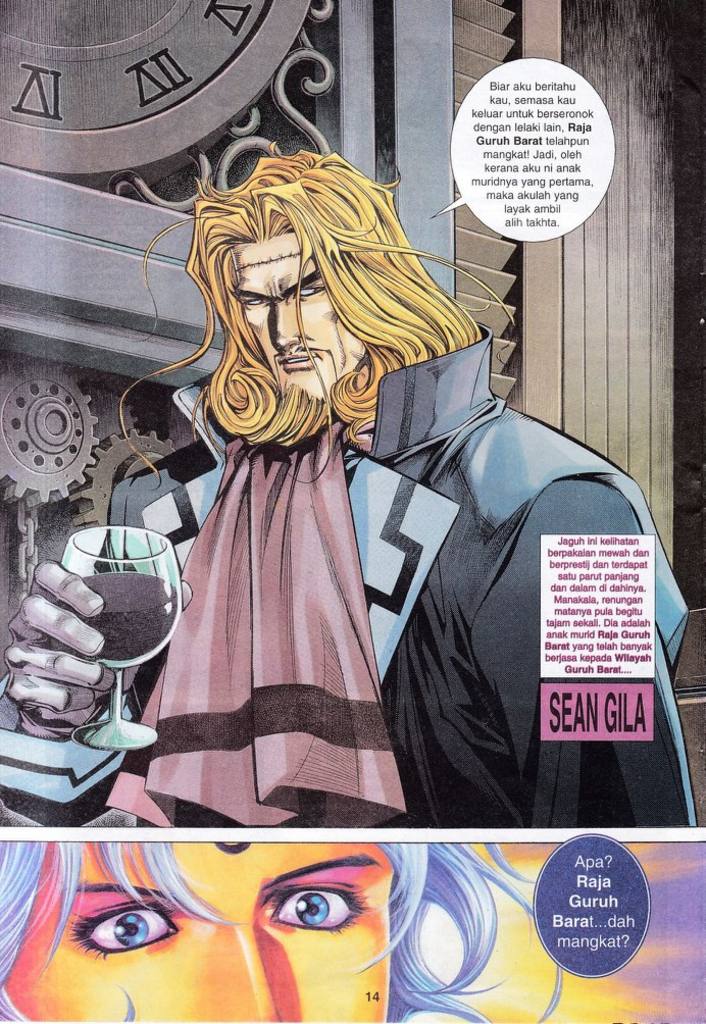 VI
VII
Biar aku beritahu
kau, semasa kau
keluar untuk berseronok
dengan lelaki lain, Raja
Guruh Barat telahpun
mangkat! Jadi, oleh
kerana aku ni anak
muridnya yang pertama,
maka akulah yang
layak ambil
alih takhta.
Jaguh ini kelihatan
berpakaian mewah dan
berprestij dan terdapat
satu parut panjang
dan dalam di dahinya.
Manakala, renungan
matanya pula begitu
tajam sekali. Dia adalah
anak murid Raja Guruh
Barat yang telah banyak
berjasa kepada Wilayah
Guruh Barat....
SEAN GILA
Apa?
Raja
Guruh
Barat...dah
mangkat?
14